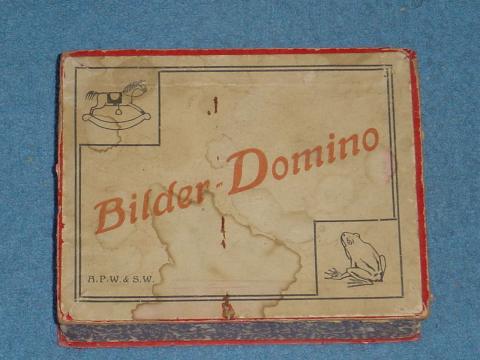 Bilder-Domino
A.P.W. & S.W.